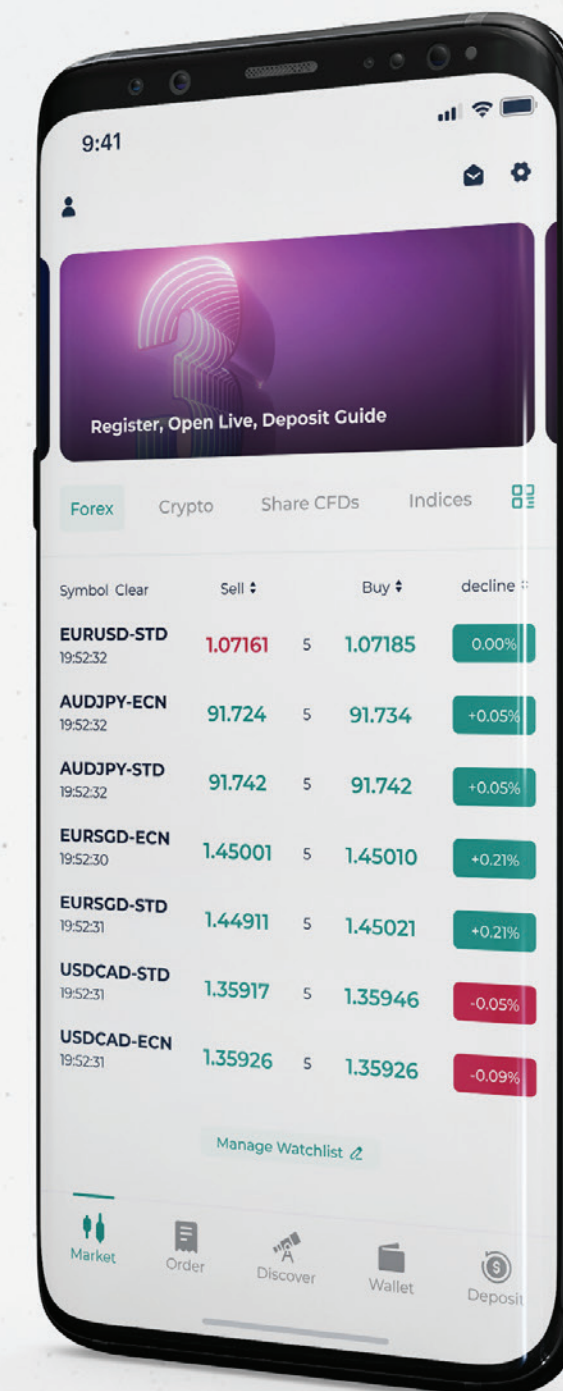 9:41
Register, Open Live, Deposit Guide
Forex Crypto Share CFDs Indices
Symbol Clear Sell Buy decline
EURUSD-STD 1.07161 5 1.07185 0.00%
19:52:32
AUDJPY-ECN 91.724 5 91.734 +0.05%
19:52:32
AUDJPY-STD 91.742 5 91.742 +0.05%
19:52:32
EURSGD-ECN 1.45001 5 1.45010 +0.21%
19:52:30
EURSGD-STD 1.44911 5 1.45021 +0.21%
19:52:31
USDCAD-STD 1.35917 5 1.35946 -0.05%
19:52:31
USDCAD-ECN 1.35926 5 1.35926 -0.09%
19:52:31
Manage Watchlist
Market Order Discover Wallet Deposit